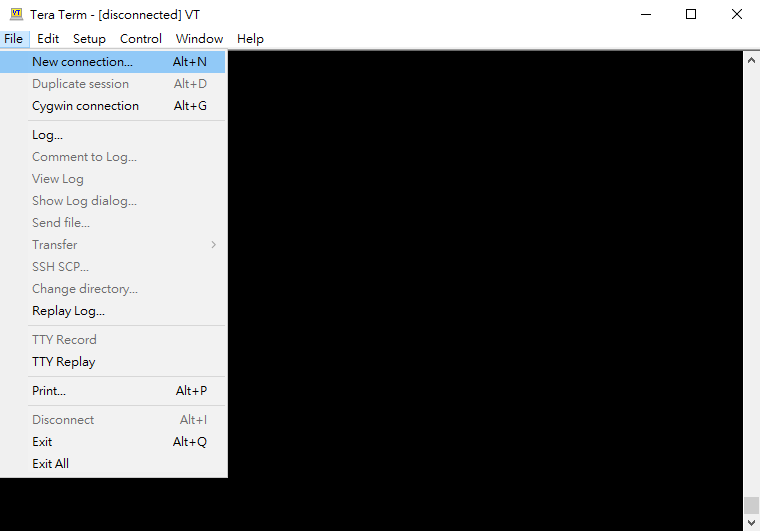 VT Tera Term - [disconnected] VT
File Edit Setup Control Window Help
New connection... Alt+N
Duplicate session Alt+D
Cygwin connection Alt+G
Log...
Comment to Log...
View Log
Show Log dialog...
Send file...
Transfer
SSH SCP...
Change directory...
Replay Log...
TTY Record
TTY Replay
Print... Alt+P
Disconnect Alt+I
Exit Alt+Q
Exit All